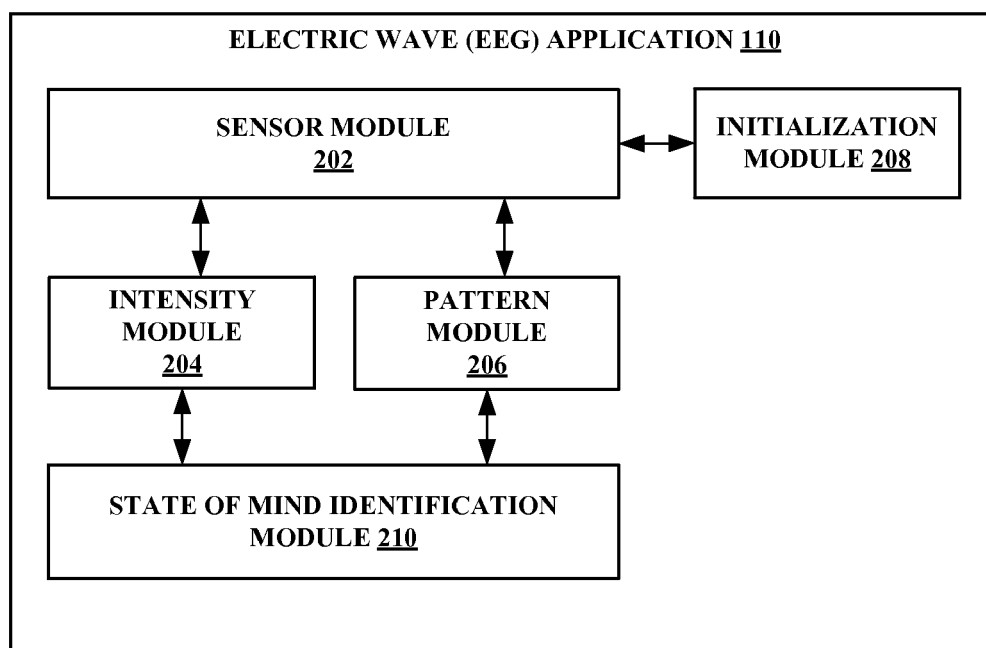 ELECTRIC WAVE (EEG) APPLICATION 110
SENSOR MODULE
202
INITIALIZATION
MODULE 208
INTENSITY
MODULE
204
PATTERN
MODULE
206
STATE OF MIND IDENTIFICATION
MODULE 210